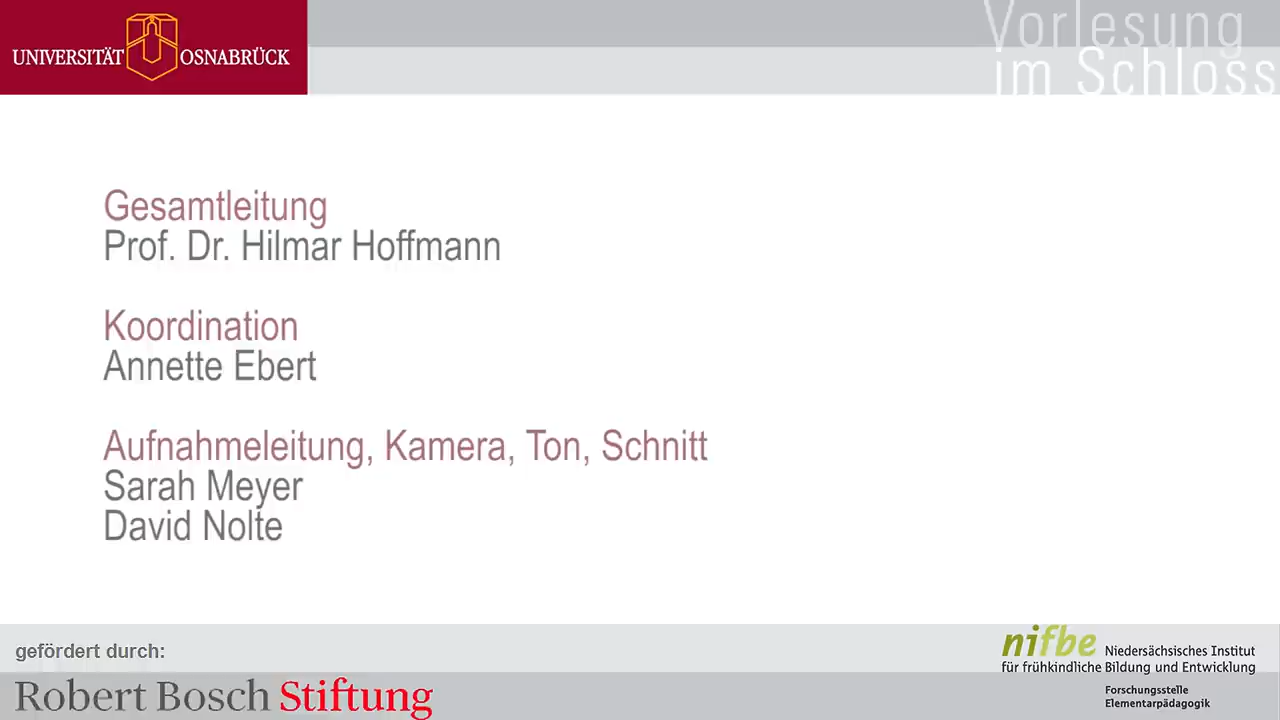 UNIVERSITÄT OSNABRÜCK
Vorlesung
im Schloss
Gesamtleitung
Prof. Dr. Hilmar Hoffmann
Koordination
Annette Ebert
Aufnahmeleitung, Kamera, Ton, Schnitt
Sarah Meyer
David Nolte
gefördert durch:
Robert Bosch Stiftung
nifbe Niedersächsisches Institut
für frühkindliche Bildung und Entwicklung
Forschungsstelle
Elementarpädagogik